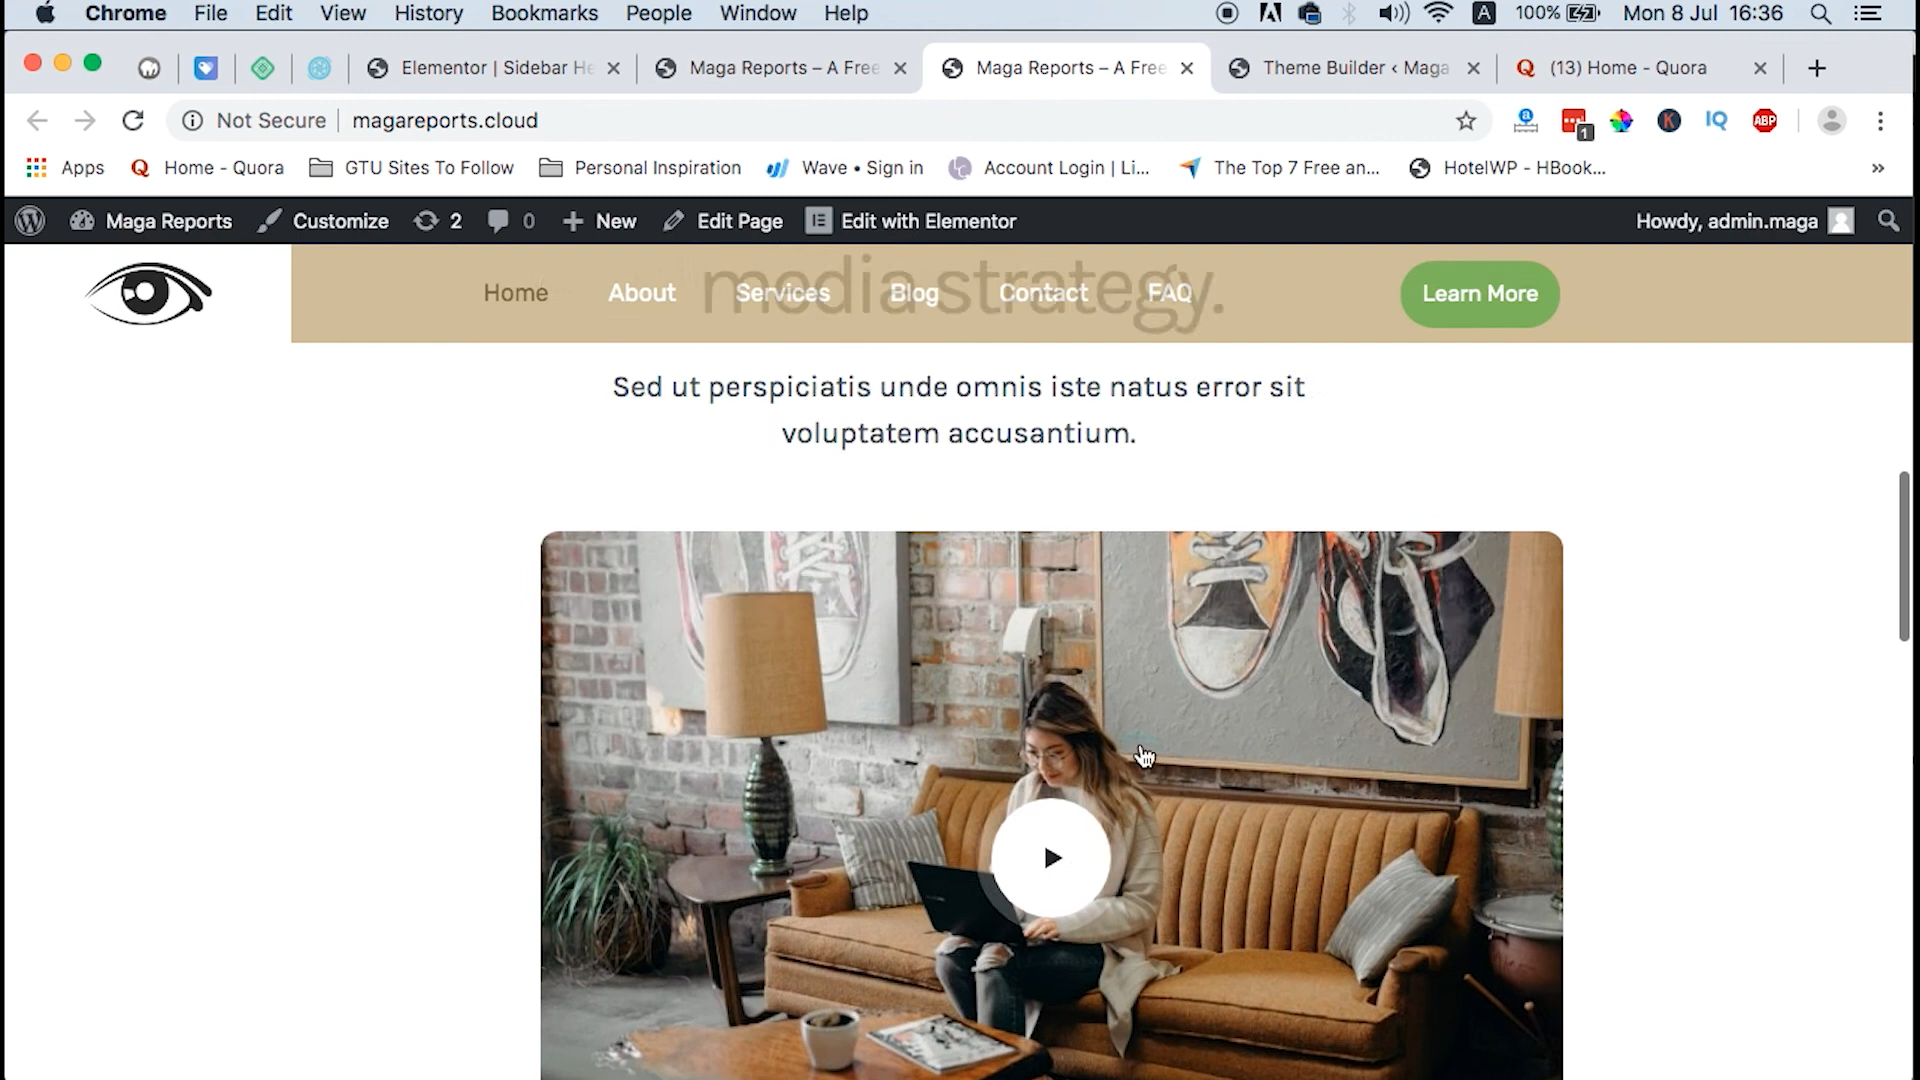 Chrome File Edit View History Bookmarks People Window Help A 100% Mon 8 Jul 16:36
Elementor | Sidebar He Maga Reports – A Free Maga Reports – A Free Theme Builder ‹ Maga Q (13) Home - Quora
Not Secure magareports.cloud a 1 K IQ ABP
Apps Q Home - Quora GTU Sites To Follow Personal Inspiration Wave • Sign in LC Account Login | Li... The Top 7 Free an... HotelWP - HBook... »
Maga Reports Customize 2 0 New Edit Page Edit with Elementor Howdy, admin.maga
media strategy.
Home About Services Blog Contact FAQ Learn More
Sed ut perspiciatis unde omnis iste natus error sit
voluptatem accusantium.